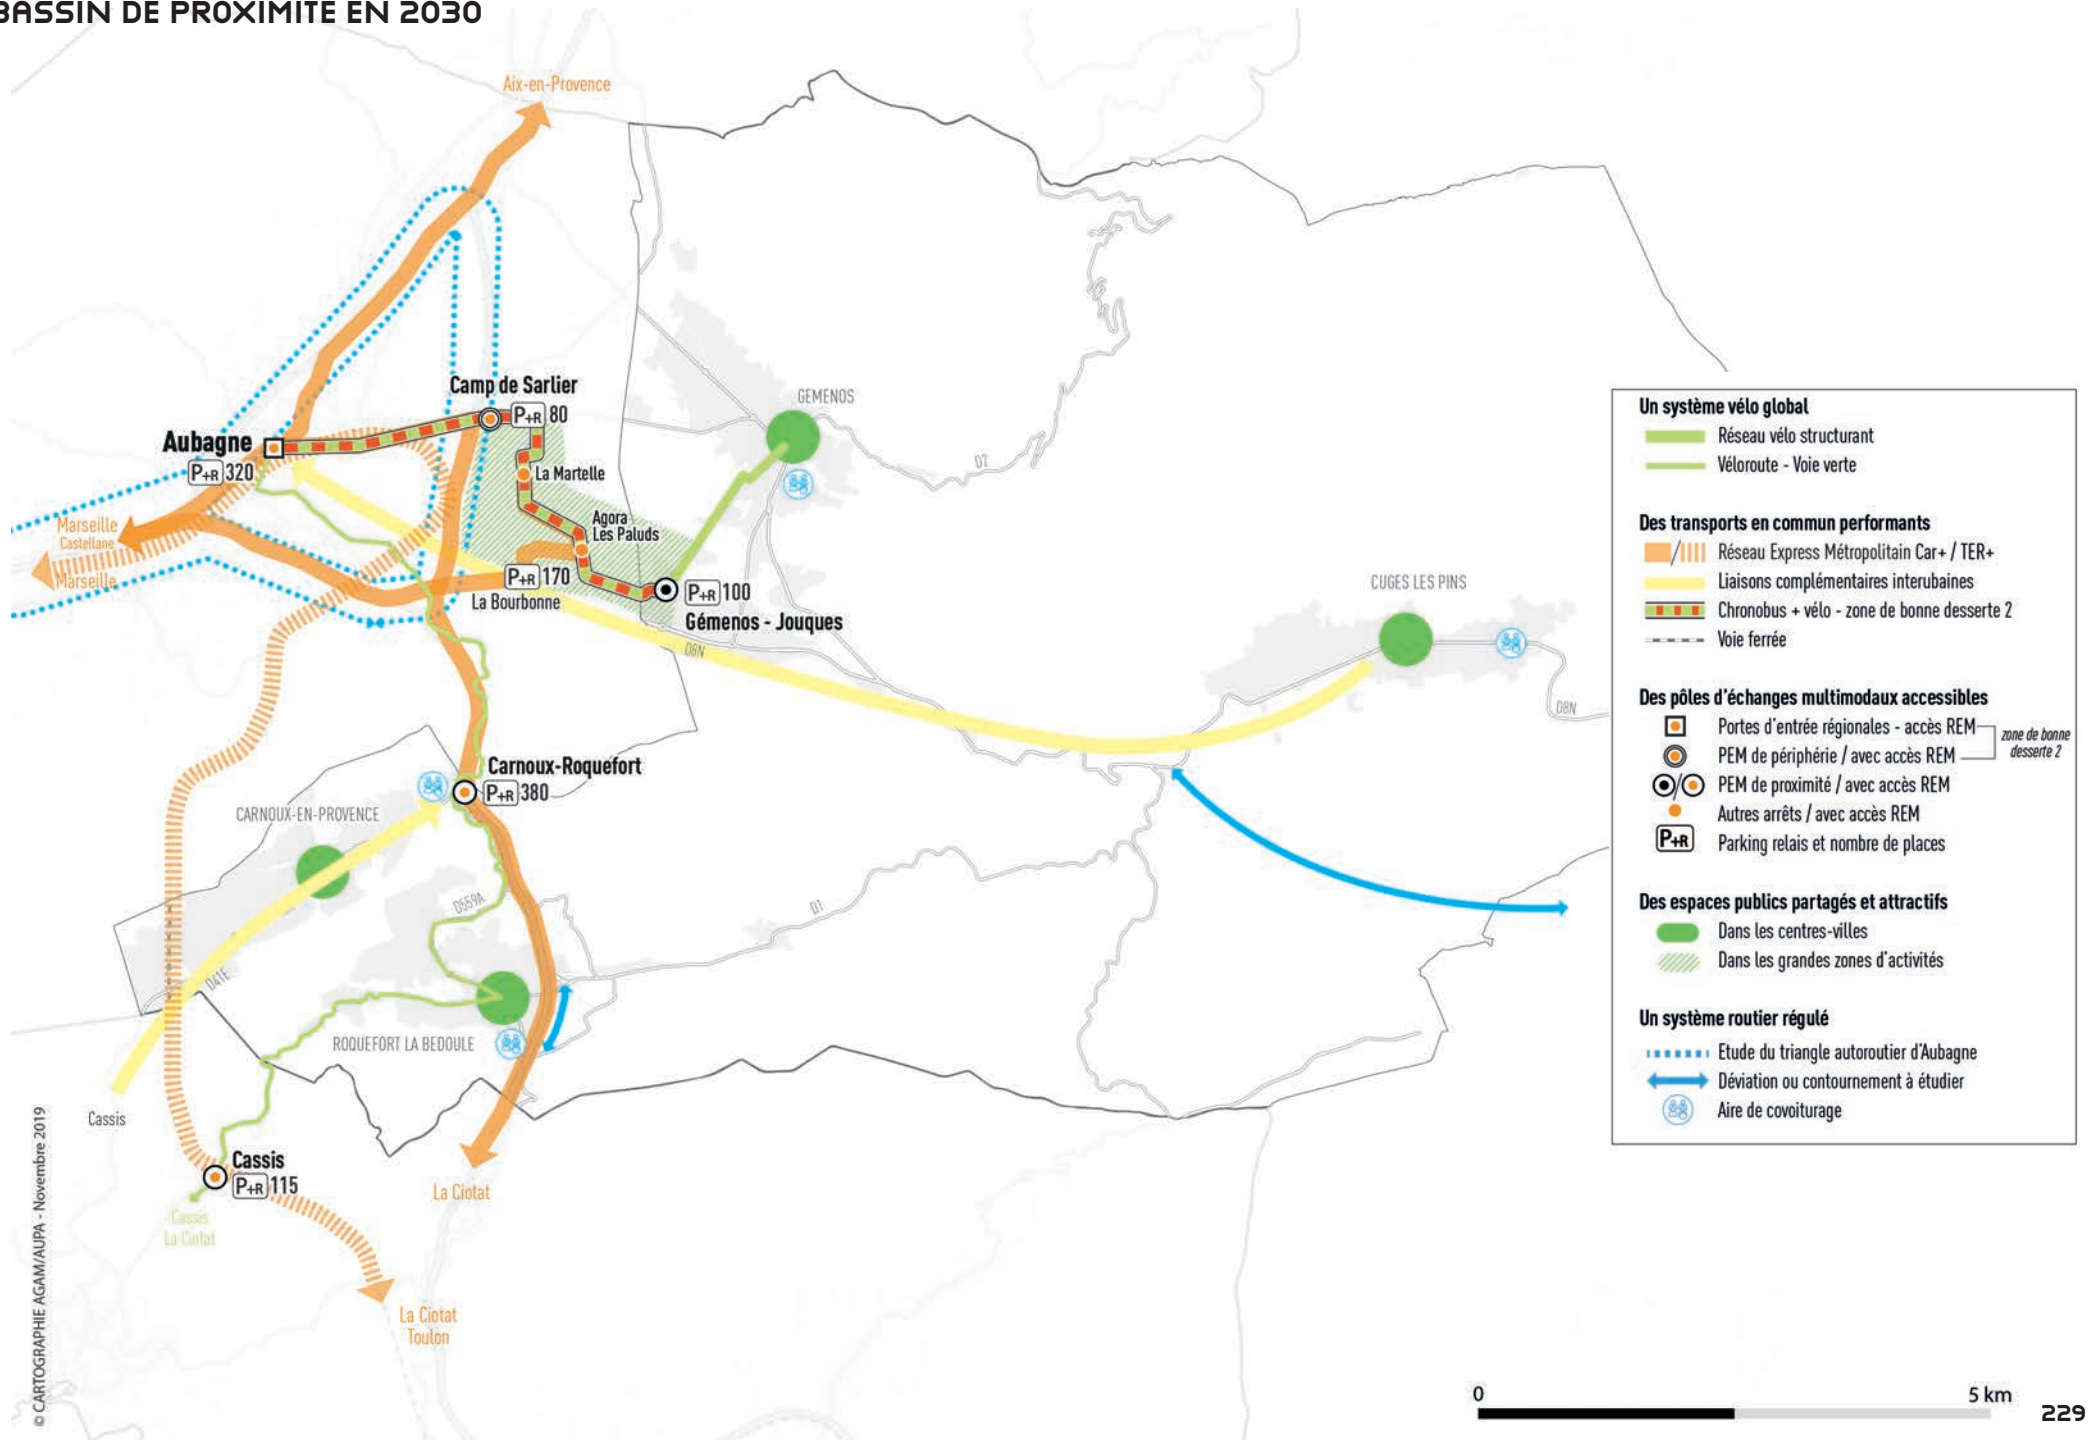 BASSIN DE PROXIMITÉ EN 2030
Aix-en-Provence
Camp de Sarlier
P+R 80
GEMENOS
Aubagne
P+R 320
La Martelle
D2
Agora
Les Paluds
Marseille
Castellane
Marseille
P+R 170
La Bourbonne
P+R 100
Gémenos - Jouques
D8N
CUGES LES PINS
D8N
Carnoux-Roquefort
P+R 380
CARNOUX-EN-PROVENCE
D559A
D1
D41E
ROQUEFORT LA BEDOULE
Cassis
Cassis
P+R 115
La Ciotat
Cassis
La Ciotat
La Ciotat
Toulon
Un système vélo global
Réseau vélo structurant
Véloroute - Voie verte
Des transports en commun performants
Réseau Express Métropolitain Car+ / TER+
Liaisons complémentaires interubaines
Chronobus + vélo - zone de bonne desserte 2
Voie ferrée
Des pôles d'échanges multimodaux accessibles
Portes d'entrée régionales - accès REM
PEM de périphérie / avec accès REM
zone de bonne
desserte 2
PEM de proximité / avec accès REM
Autres arrêts / avec accès REM
P+R Parking relais et nombre de places
Des espaces publics partagés et attractifs
Dans les centres-villes
Dans les grandes zones d'activités
Un système routier régulé
Etude du triangle autoroutier d'Aubagne
Déviation ou contournement à étudier
Aire de covoiturage
© CARTOGRAPHIE AGAM/AUPA - Novembre 2019
0 5 km
229